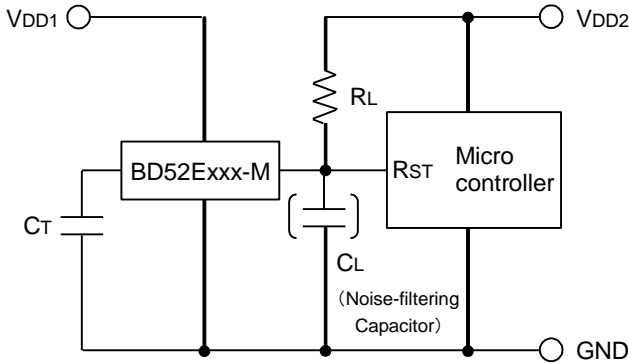 VDD1
VDD2
RL
BD52Exxx-M
RST
Micro
controller
CT
CL
(Noise-filtering
Capacitor)
GND